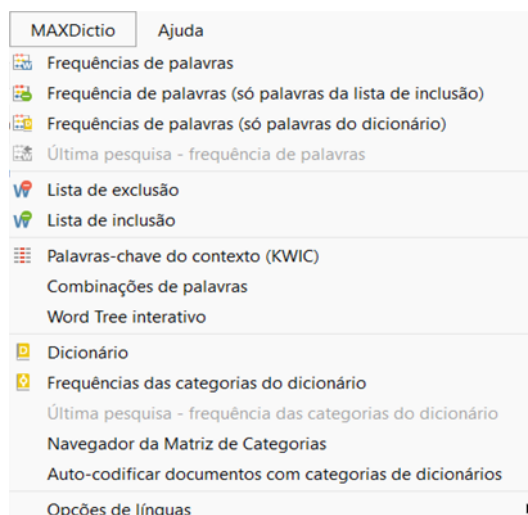 MAXDictio Ajuda
Frequências de palavras
Frequência de palavras (só palavras da lista de inclusão)
Frequências de palavras (só palavras do dicionário)
Última pesquisa - frequência de palavras
Lista de exclusão
Lista de inclusão
Palavras-chave do contexto (KWIC)
Combinações de palavras
Word Tree interativo
Dicionário
Frequências das categorias do dicionário
Última pesquisa - frequência das categorias do dicionário
Navegador da Matriz de Categorias
Auto-codificar documentos com categorias de dicionários
Opções de línguas